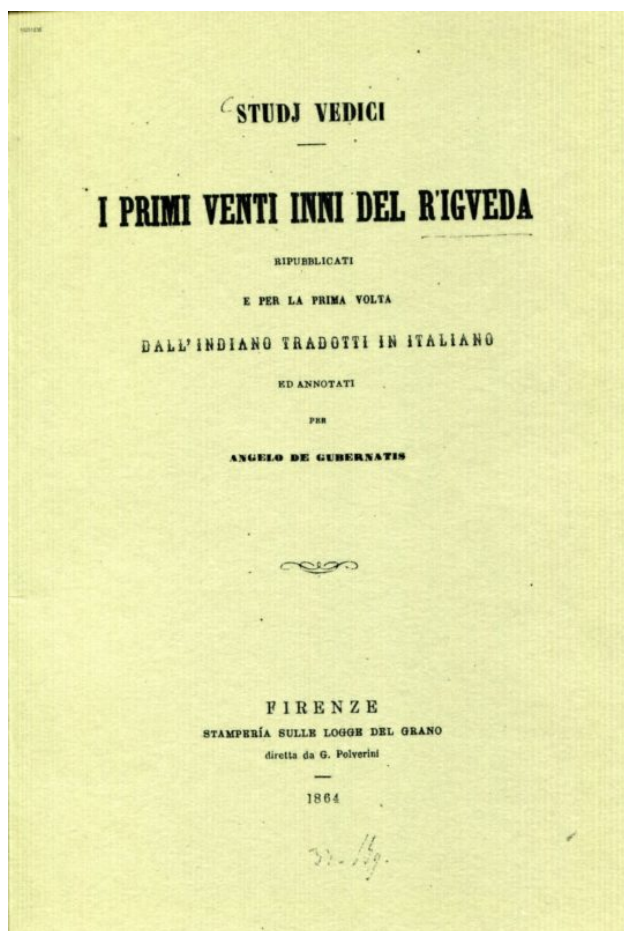 STUDJ VEDICI
I PRIMI VENTI INNI DEL R'IGVEDA
RIPUBBLICATI
E PER LA PRIMA VOLTA
DALL'INDIANO TRADOTTI IN ITALIANO
ED ANNOTATI
PER
ANGELO DE GUBERNATIS
FIRENZE
STAMPERÍA SULLE LOGGE DEL GRANO
diretta da G. Polverini
1864